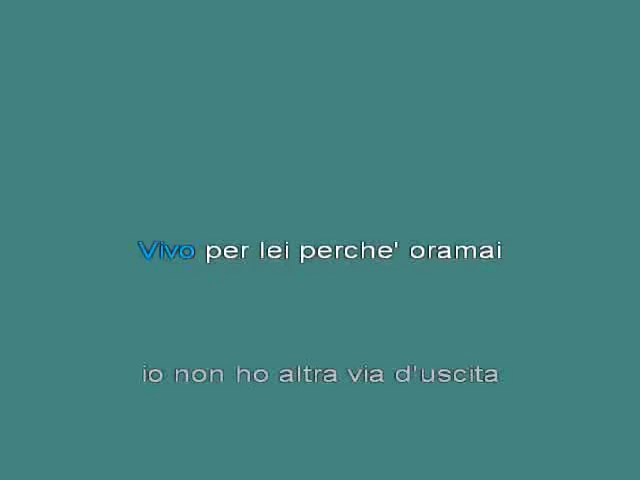 Vivo per lei perche' oramai
io non ho altra via d'uscita